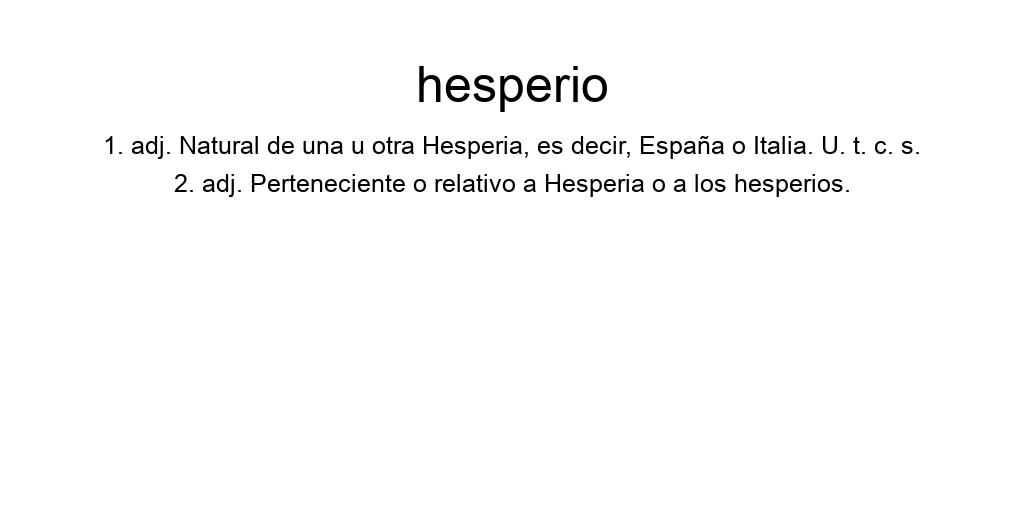 hesperio
1. adj. Natural de una u otra Hesperia, es decir, España o Italia. U. t. c. s.
2. adj. Perteneciente o relativo a Hesperia o a los hesperios.